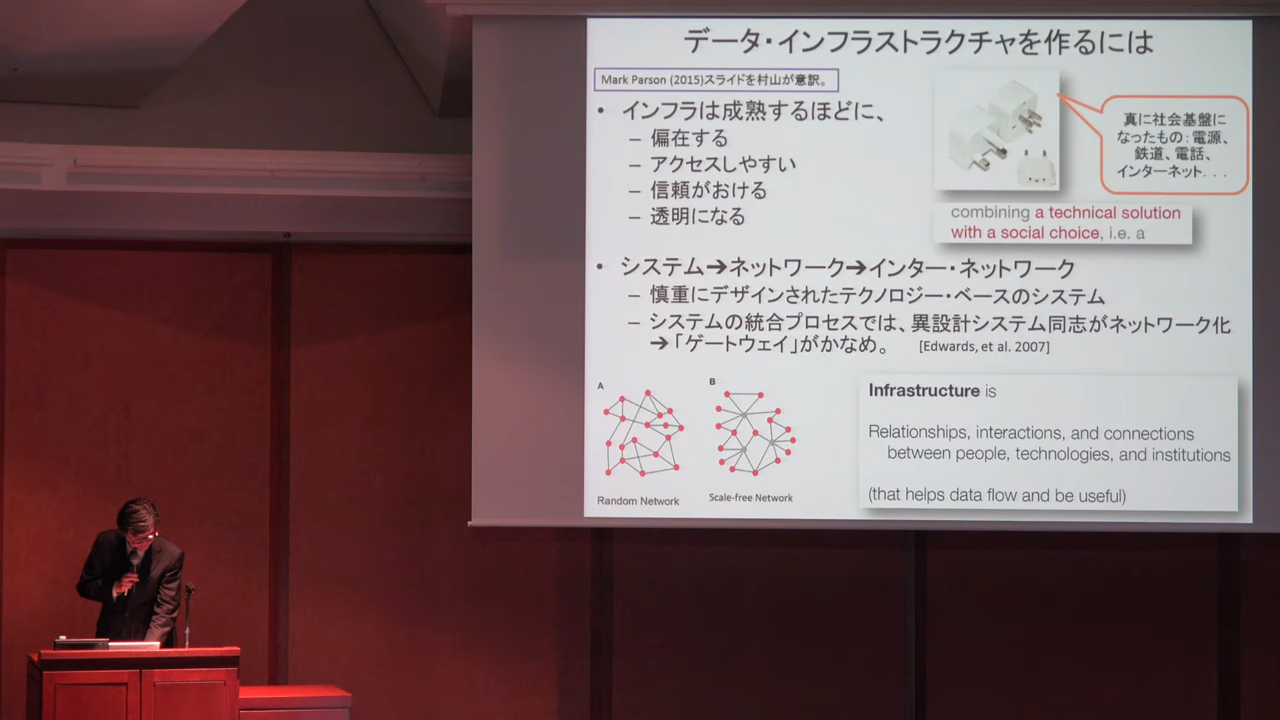 データ・インフラストラクチャを作るには
Mark Parson (2015)スライドを村山が意訳。
• インフラは成熟するほどに、
– 偏在する
– アクセスしやすい
– 信頼がおける
– 透明になる
真に社会基盤に
なったもの：電源、
鉄道、電話、
インターネット．．．
combining a technical solution
with a social choice, i.e. a
• システム➔ネットワーク➔インター・ネットワーク
– 慎重にデザインされたテクノロジー・ベースのシステム
– システムの統合プロセスでは、異設計システム同志がネットワーク化
➔「ゲートウェイ」がかなめ。 [Edwards, et al. 2007]
A
B
Random Network
Scale-free Network
Infrastructure is
Relationships, interactions, and connections
between people, technologies, and institutions
(that helps data flow and be useful)